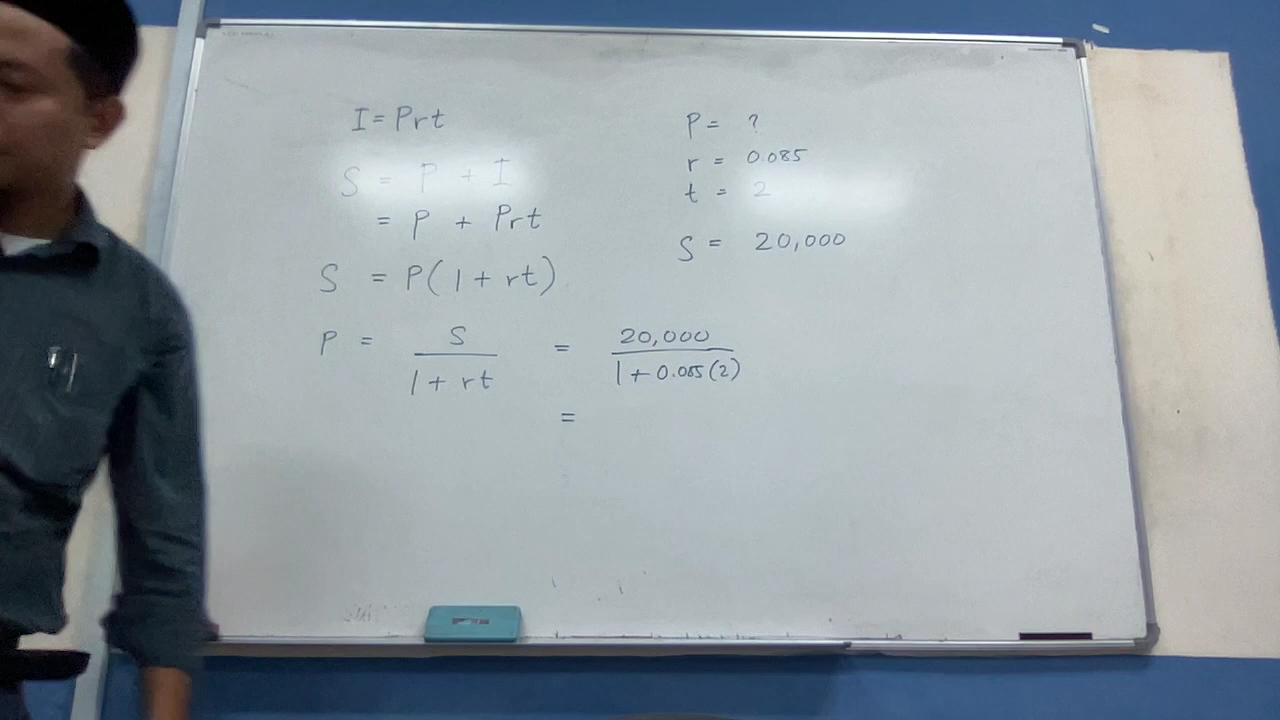 I = Prt
S = P + I
= P + Prt
S = P(1 + rt)
P = ?
r = 0.085
t = 2
S = 20,000
P = S / 1 + rt = 20,000 / 1 + 0.085(2)
=